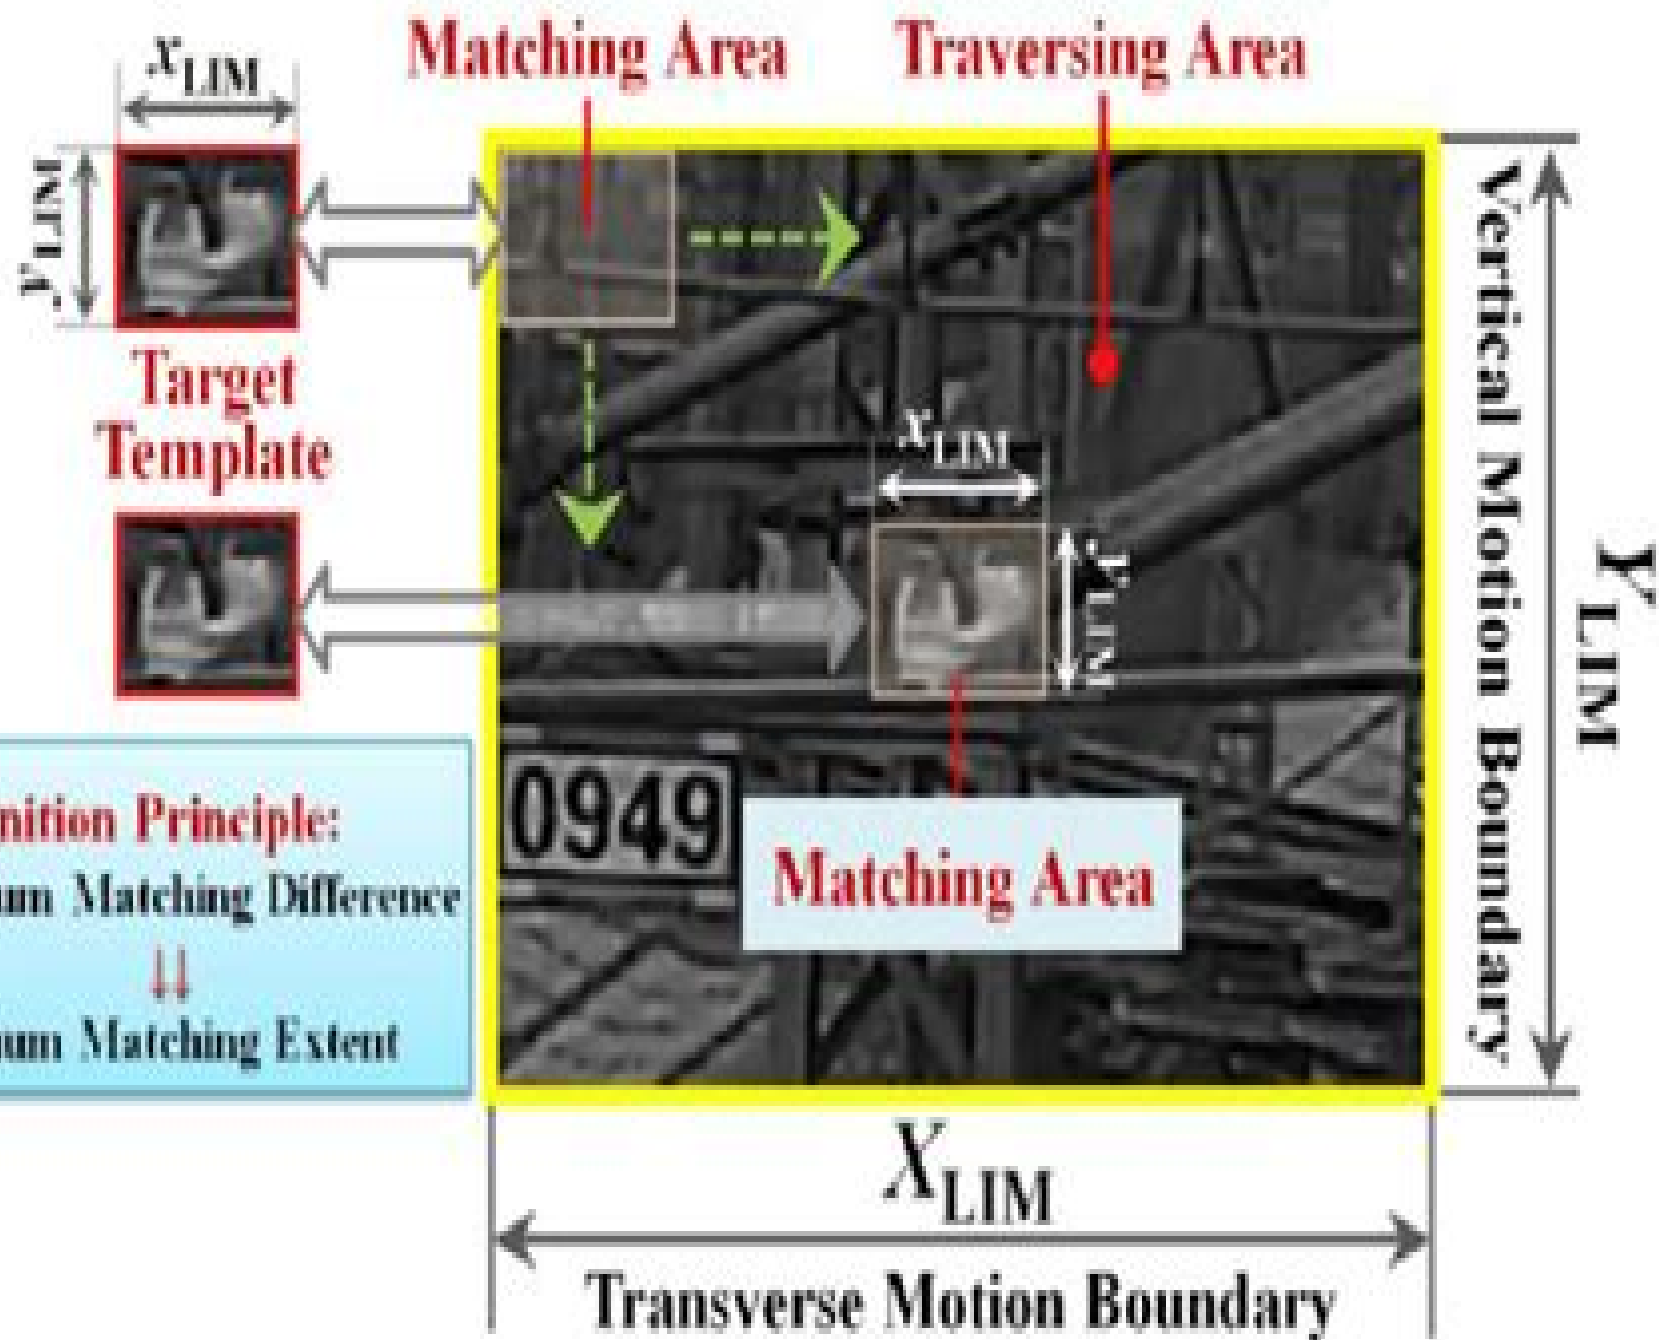 xLIM
Matching Area
Traversing Area
yLIM
Target
Template
xLIM
yLIM
Vertical Motion Boundary
YLIM
nition Principle:
um Matching Difference
um Matching Extent
0949
Matching Area
XLIM
Transverse Motion Boundary